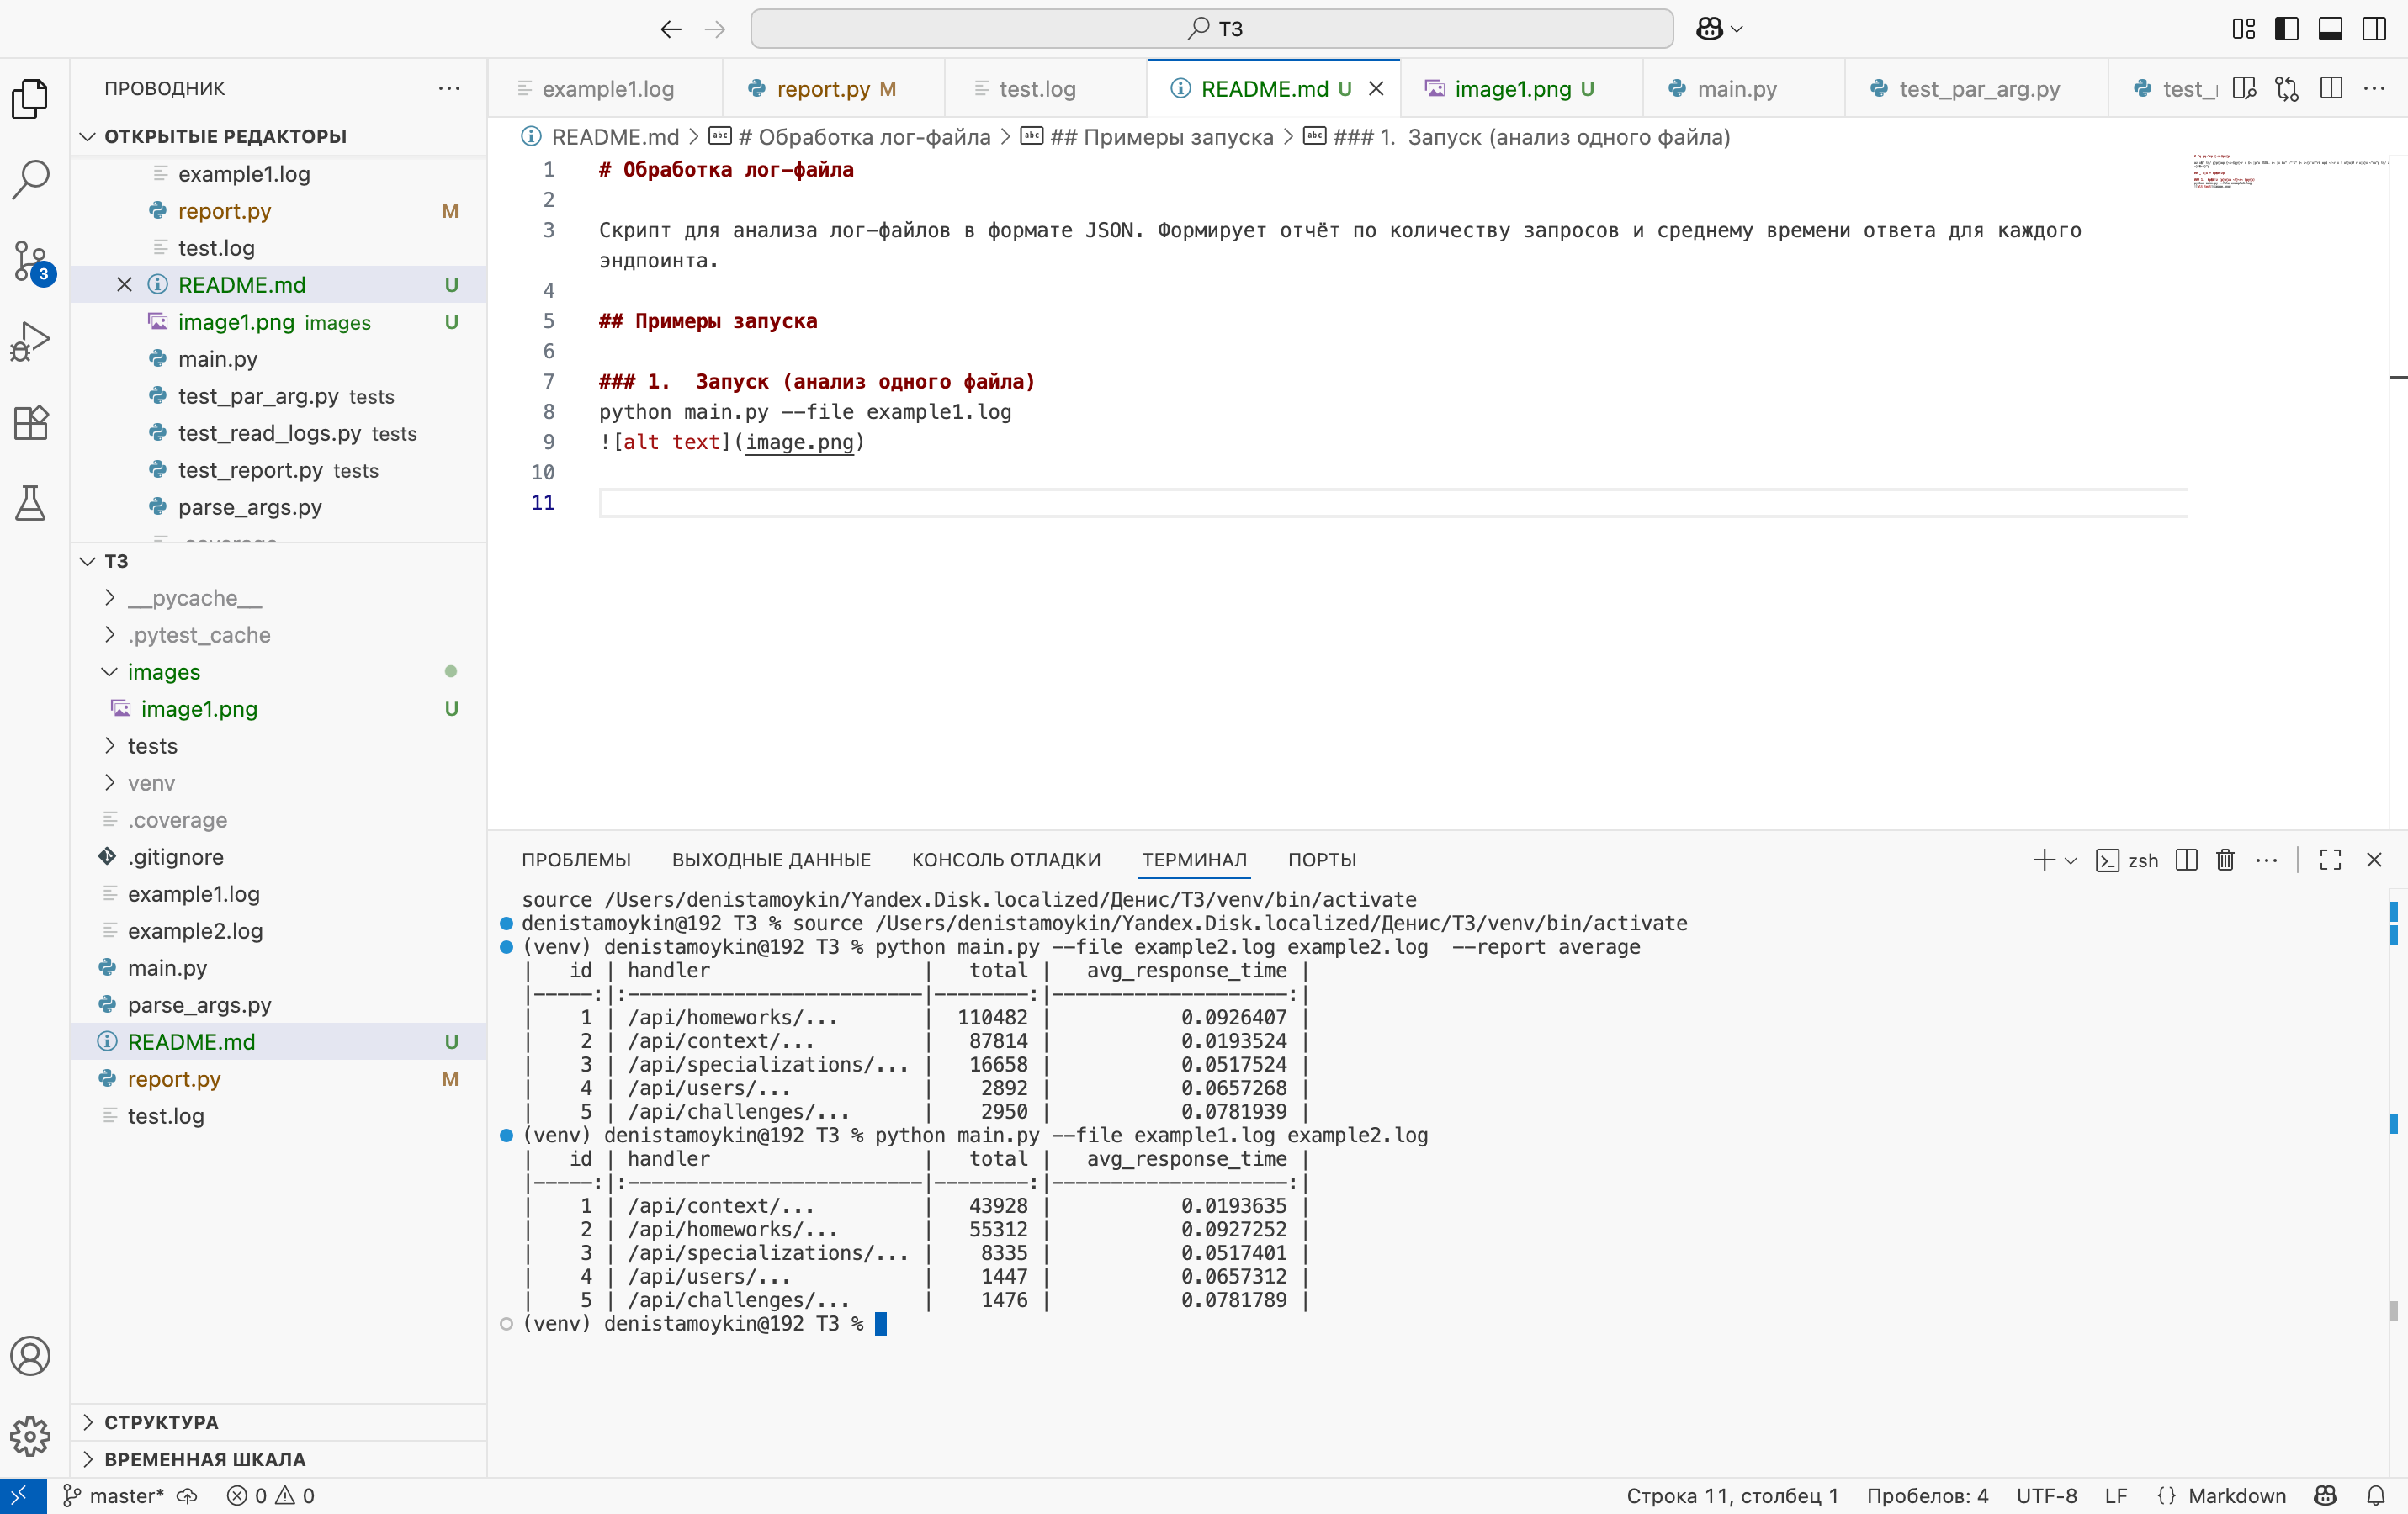 ТЗ
ПРОВОДНИК
ОТКРЫТЫЕ РЕДАКТОРЫ
example1.log
report.py M
test.log
README.md U
image1.png images U
main.py
test_par_arg.py tests
test_read_logs.py tests
test_report.py tests
parse_args.py
.coverage
ТЗ
__pycache__
.pytest_cache
images
image1.png U
tests
venv
.coverage
.gitignore
example1.log
example2.log
main.py
parse_args.py
README.md U
report.py M
test.log
СТРУКТУРА
ВРЕМЕННАЯ ШКАЛА
3
example1.log report.py M test.log README.md U image1.png U main.py test_par_arg.py test_
README.md > # Обработка лог-файла > ## Примеры запуска > ### 1. Запуск (анализ одного файла)
1 # Обработка лог-файла
2
3 Скрипт для анализа лог-файлов в формате JSON. Формирует отчёт по количеству запросов и среднему времени ответа для каждого
эндпоинта.
4
5 ## Примеры запуска
6
7 ### 1.  Запуск (анализ одного файла)
8 python main.py --file example1.log
9 ![alt text](image.png)
10
11
ПРОБЛЕМЫ ВЫХОДНЫЕ ДАННЫЕ КОНСОЛЬ ОТЛАДКИ ТЕРМИНАЛ ПОРТЫ zsh
source /Users/denistamoykin/Yandex.Disk.localized/Денис/ТЗ/venv/bin/activate
denistamoykin@192 ТЗ % source /Users/denistamoykin/Yandex.Disk.localized/Денис/ТЗ/venv/bin/activate
(venv) denistamoykin@192 ТЗ % python main.py --file example2.log example2.log  --report average
|   id | handler                  |   total |   avg_response_time |
|-----:|:-------------------------|--------:|--------------------:|
|    1 | /api/homeworks/...       |  110482 |           0.0926407 |
|    2 | /api/context/...         |   87814 |           0.0193524 |
|    3 | /api/specializations/... |   16658 |           0.0517524 |
|    4 | /api/users/...           |    2892 |           0.0657268 |
|    5 | /api/challenges/...      |    2950 |           0.0781939 |
(venv) denistamoykin@192 ТЗ % python main.py --file example1.log example2.log
|   id | handler                  |   total |   avg_response_time |
|-----:|:-------------------------|--------:|--------------------:|
|    1 | /api/context/...         |   43928 |           0.0193635 |
|    2 | /api/homeworks/...       |   55312 |           0.0927252 |
|    3 | /api/specializations/... |    8335 |           0.0517401 |
|    4 | /api/users/...           |    1447 |           0.0657312 |
|    5 | /api/challenges/...      |    1476 |           0.0781789 |
(venv) denistamoykin@192 ТЗ %
master* 0 0 Строка 11, столбец 1 Пробелов: 4 UTF-8 LF {} Markdown